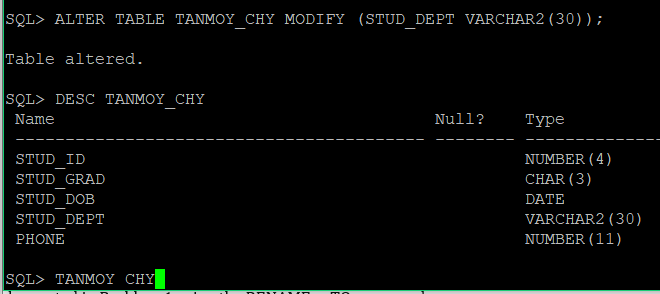 SQL> ALTER TABLE TANMOY_CHY MODIFY (STUD_DEPT VARCHAR2(30));
Table altered.
SQL> DESC TANMOY_CHY
Name Null? Type
----------------------------------------- -------- --------------
STUD_ID NUMBER(4)
STUD_GRAD CHAR(3)
STUD_DOB DATE
STUD_DEPT VARCHAR2(30)
PHONE NUMBER(11)
SQL> TANMOY CHY